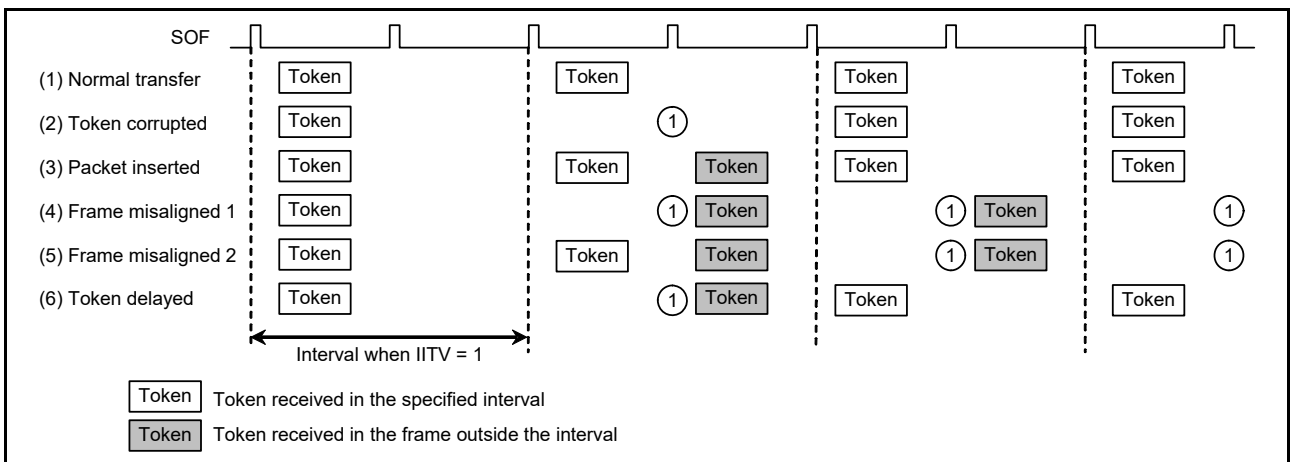 SOF
(1) Normal transfer Token Token Token Token
(2) Token corrupted Token 1 Token Token
(3) Packet inserted Token Token Token Token Token
(4) Frame misaligned 1 Token 1 Token 1 Token 1
(5) Frame misaligned 2 Token Token Token 1 Token 1
(6) Token delayed Token 1 Token Token Token
Interval when IITV = 1
Token Token received in the specified interval
Token Token received in the frame outside the interval